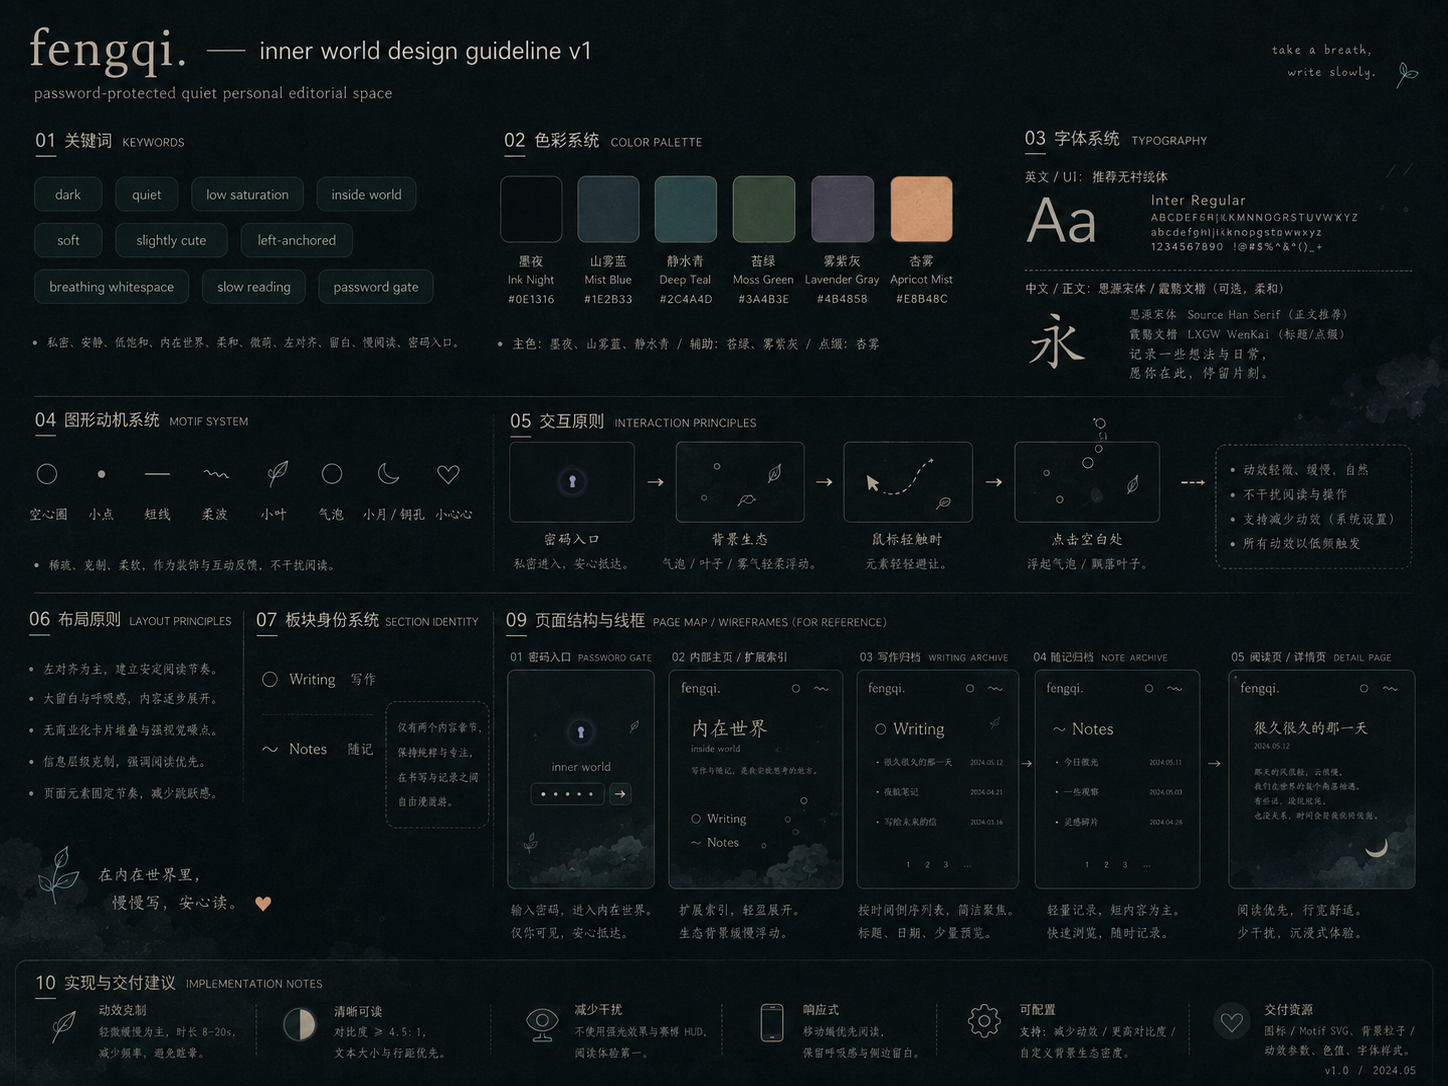 fengqi. — inner world design guideline v1
password-protected quiet personal editorial space
take a breath,
write slowly.
01 关键词 KEYWORDS
dark quiet low saturation inside world
soft slightly cute left-anchored
breathing whitespace slow reading password gate
• 私密、安静、低饱和、内在世界、柔和、微萌、左对齐、留白、慢阅读、密码入口。
02 色彩系统 COLOR PALETTE
墨夜 山雾蓝 静水青 苔绿 雾紫灰 杏雾
Ink Night Mist Blue Deep Teal Moss Green Lavender Gray Apricot Mist
#0E1316 #1E2B33 #2C4A4D #3A4B3E #4B4858 #E8B48C
• 主色：墨夜、山雾蓝、静水青 / 辅助：苔绿、雾紫灰 / 点缀：杏雾
03 字体系统 TYPOGRAPHY
英文 / UI：推荐无衬线体
Aa
Inter Regular
1234567890 !@#$%^&^()_+
中文 / 正文：思源宋体 / 霞鹜文楷（可选，柔和）
永
思源宋体 Source Han Serif（正文推荐）
霞鹜文楷 LXGW WenKai（标题/点缀）
记录一些想法与日常，
愿你在此，停留片刻。
04 图形动机系统 MOTIF SYSTEM
空心圈 小点 短线 柔波 小叶 气泡 小月 / 钥孔 小心心
• 稀疏、克制、柔软，作为装饰与互动反馈，不干扰阅读。
05 交互原则 INTERACTION PRINCIPLES
密码入口 背景生态 鼠标轻触时 点击空白处
私密进入，安心抵达。 气泡 / 叶子 / 雾气轻柔浮动。 元素轻轻避让。 浮起气泡 / 飘落叶子。
• 动效轻微、缓慢、自然
• 不干扰阅读与操作
• 支持减少动效（系统设置）
• 所有动效以低频触发
06 布局原则 LAYOUT PRINCIPLES
• 左对齐为主，建立安定阅读节奏。
• 大留白与呼吸感，内容逐步展开。
• 无商业化卡片堆叠与强视觉噪点。
• 信息层级克制，强调阅读优先。
• 页面元素固定节奏，减少跳跃感。
在内在世界里，
慢慢写，安心读。
07 板块身份系统 SECTION IDENTITY
Writing 写作
Notes 随记
仅有两个内容章节，
保持纯粹与专注，
在书写与记录之间
自由漫游游。
09 页面结构与线框 PAGE MAP / WIREFRAMES (FOR REFERENCE)
01 密码入口 PASSWORD GATE
inner world
输入密码，进入内在世界。
仅你可见，安心抵达。
02 内部主页 / 扩展索引
fengqi.
内在世界
inside world
Writing
Notes
扩展索引，轻盈展开。
生态背景缓慢浮动。
03 写作归档 WRITING ARCHIVE
fengqi.
Writing
• 很久很久的那一天 2024.05.12
• 夜航笔记 2024.04.21
• 写给未来的信 2024.03.16
1 2 3 ...
按时间倒序列表，简洁聚焦。
标题、日期、少量预览。
04 随记归档 NOTE ARCHIVE
fengqi.
Notes
• 今日微光 2024.05.11
• 一些观察 2024.05.03
• 灵感碎片 2024.04.28
1 2 3 ...
轻量记录，短内容为主。
快速浏览，随时记录。
05 阅读页 / 详情页 DETAIL PAGE
fengqi.
很久很久的那一天
2024.05.12
那天的风很轻，云很慢。
阅读优先，行宽舒适。
少干扰，沉浸式体验。
10 实现与交付建议 IMPLEMENTATION NOTES
动效克制
轻微缓慢为主，时长 8–20s，
减少频率，避免眩晕。
清晰可读
对比度 ≥ 4.5:1，
文本大小与行距优先。
减少干扰
不使用强光效果与赛博 HUD，
阅读体验第一。
响应式
移动端优先阅读，
保留呼吸感与侧边留白。
可配置
支持：减少动效 / 更高对比度 /
自定义背景生态密度。
交付资源
图标 / Motif SVG、背景粒子 /
动效参数、色值、字体样式。
v1.0 / 2024.05